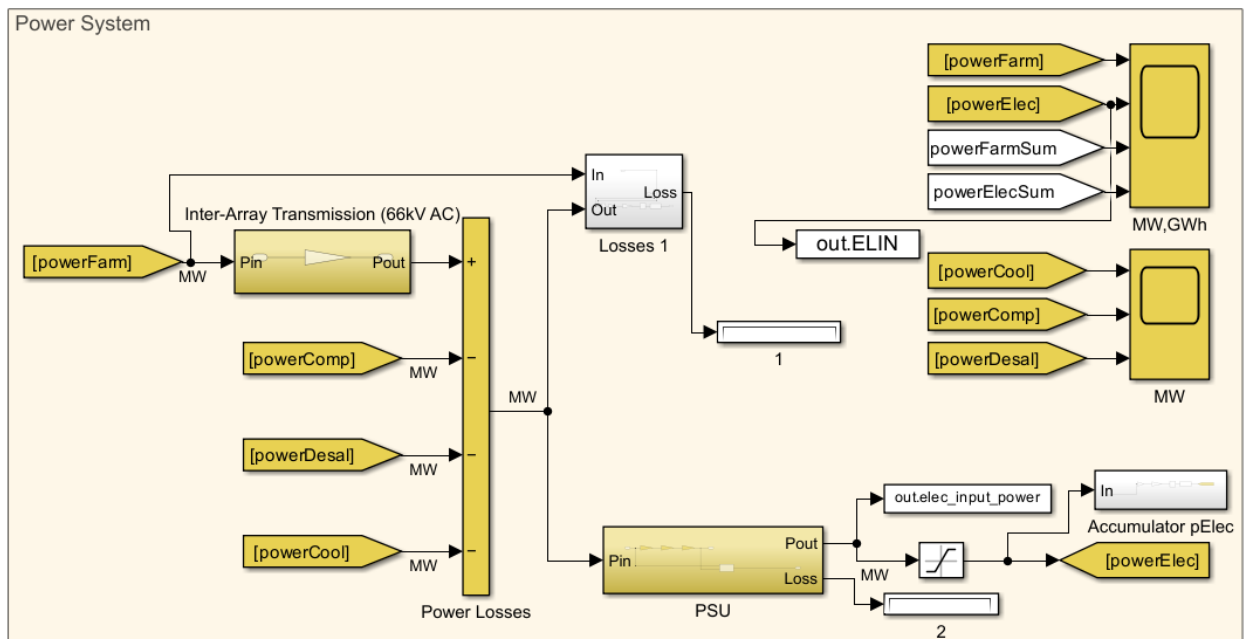 Power System
[powerFarm]
[powerElec]
powerFarmSum
powerElecSum
MW,GWh
In
Out
Loss
Losses 1
Inter-Array Transmission (66kV AC)
[powerFarm]
MW
Pin
Pout
+
out.ELIN
[powerCool]
[powerComp]
[powerDesal]
MW
1
[powerComp]
MW
−
MW
[powerDesal]
MW
−
[powerCool]
MW
−
Power Losses
Pin
Pout
Loss
PSU
out.elec_input_power
MW
In
Accumulator pElec
[powerElec]
2